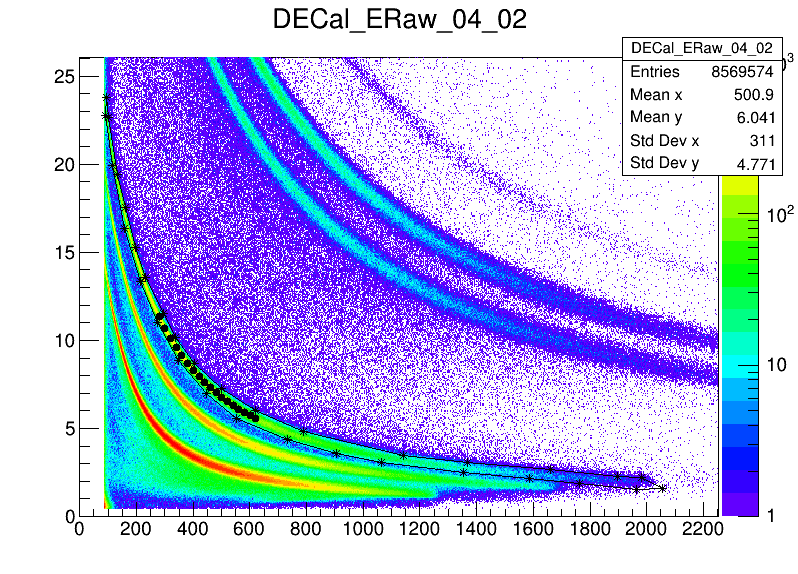 DECal_ERaw_04_02
DECal_ERaw_04_02
Entries 8569574
Mean x 500.9
Mean y 6.041
Std Dev x 311
Std Dev y 4.771
25
20
15
10
5
0
0 200 400 600 800 1000 1200 1400 1600 1800 2000 2200
3
10²
10
1